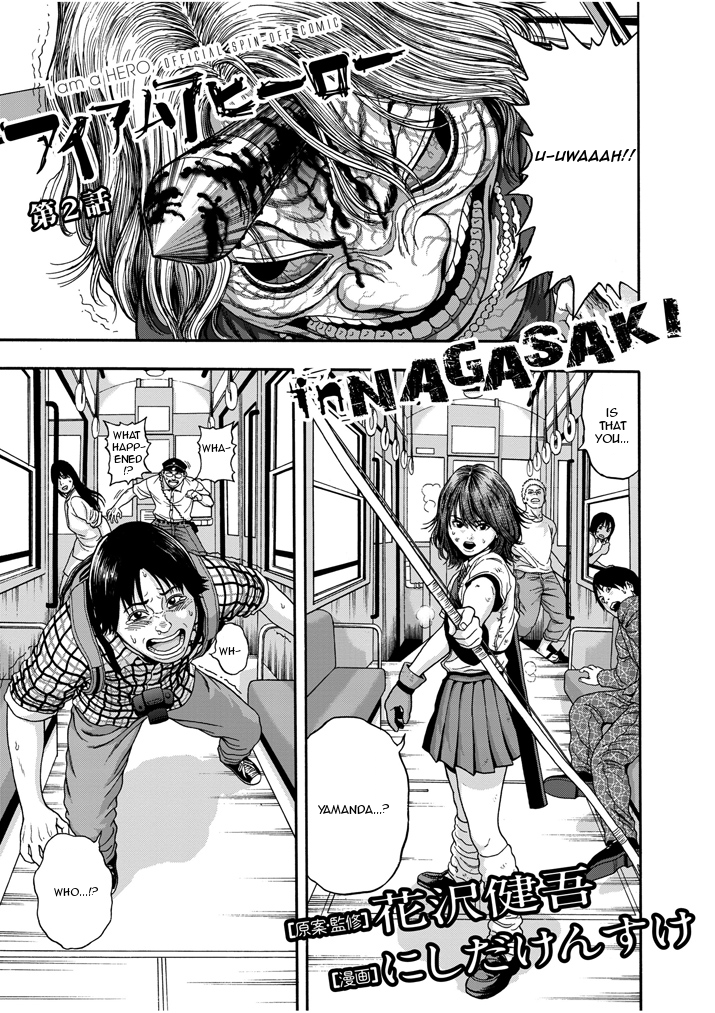 I am a HERO OFFICIAL SPIN-OFF COMIC
アイアムアヒーロー
第2話
U-UWAAAH!!
in NAGASAKI
IS
THAT
YOU...
YAMANDA...?
WHA-
WHAT
HAPP-
ENED
!?
WH-
WHO...!?
[原案・監修]花沢健吾
[漫画]にしだけんすけ